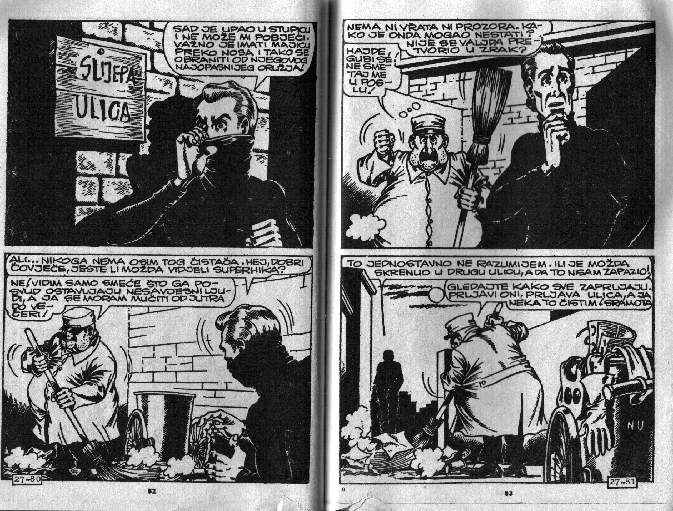 SAD JE UPAO U STUPICU
I NE MOŽE MI POBJEĆI.
VAŽNO JE IMATI MAJICU
PREKO NOSA I TAKO SE
OBRANITI OD NJEGOVOG
NAJOPASNIJEG ORUŽJA!
SLIJEPA
ULICA
NEMA NI VRATA NI PROZORA. KA-
KO JE ONDA MOGAO NESTATI?
NIJE SE VALJDA PRE-
TVORIO U ZRAK?
HAJDE,
GUBI SE!
NE SME-
TAJ ME
U POS-
LU!
ALI... NIKOGA NEMA OSIM TOG ČISTAČA. HEJ, DOBRI
ČOVJEČE, JESTE LI MOŽDA VIDJELI SUPERHIKA?
NE, VIDIM SAMO SMEĆE ŠTO GA PO-
SVUD OSTAVLJAJU NESAVJESNI LJU-
DI, A JA SE MORAM MUČITI OD JUTRA
DO VE-
ČERI!
27-80
82
TO JEDNOSTAVNO NE RAZUMIJEM. ILI JE MOŽDA
SKRENUO U DRUGU ULICU, A DA TO NISAM ZAPAZIO!
GLEDAJTE KAKO SVE ZAPRLJAJU.
PRLJAVI ONI, PRLJAVA ULICA, A JA
NEKA TO ČISTIM! SRAMOTA
NU
27-81
83